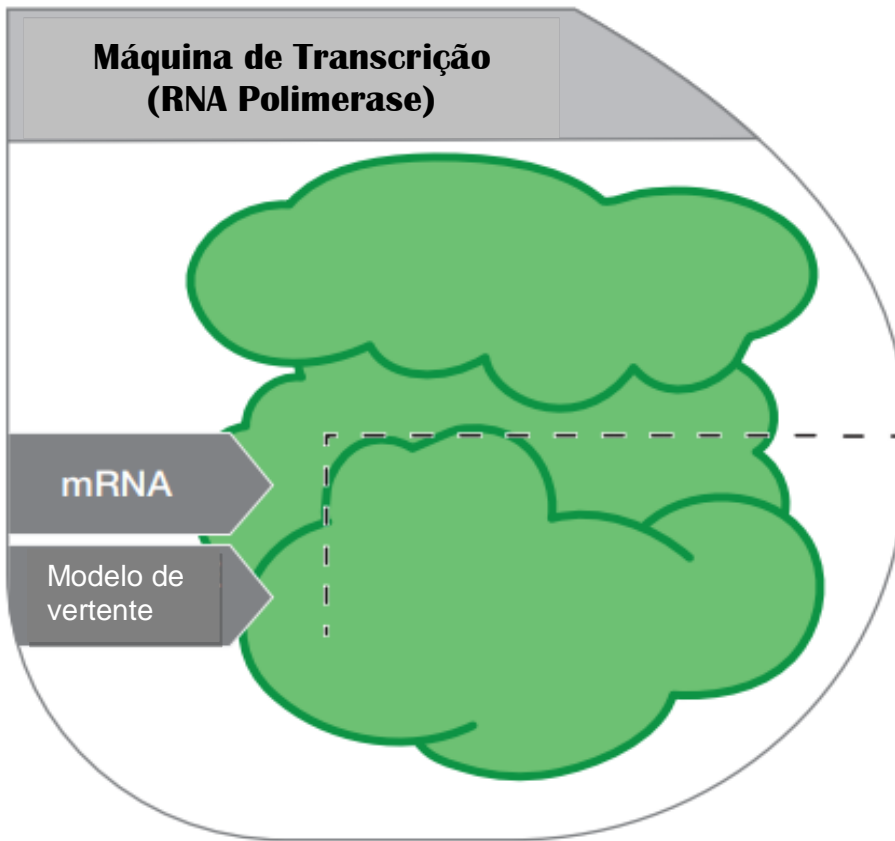 Máquina de Transcrição
(RNA Polimerase)
mRNA
Modelo de
vertente